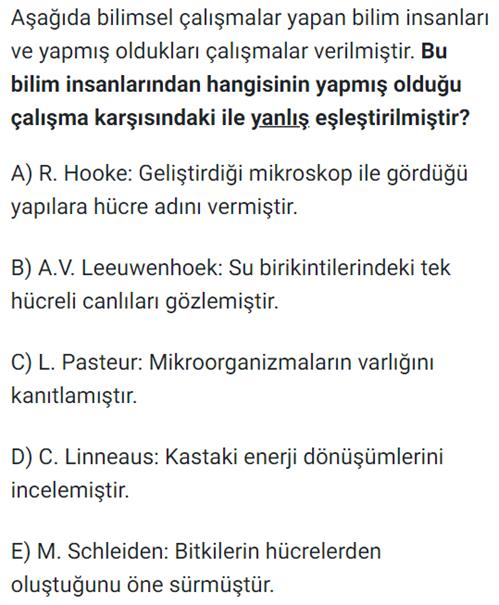 Aşağıda bilimsel çalışmalar yapan bilim insanları
ve yapmış oldukları çalışmalar verilmiştir. Bu
bilim insanlarından hangisinin yapmış olduğu
çalışma karşısındaki ile yanlış eşleştirilmiştir?
A) R. Hooke: Geliştirdiği mikroskop ile gördüğü
yapılara hücre adını vermiştir.
B) A.V. Leeuwenhoek: Su birikintilerindeki tek
hücreli canlıları gözlemiştir.
C) L. Pasteur: Mikroorganizmaların varlığını
kanıtlamıştır.
D) C. Linneaus: Kastaki enerji dönüşümlerini
incelemiştir.
E) M. Schleiden: Bitkilerin hücrelerden
oluştuğunu öne sürmüştür.